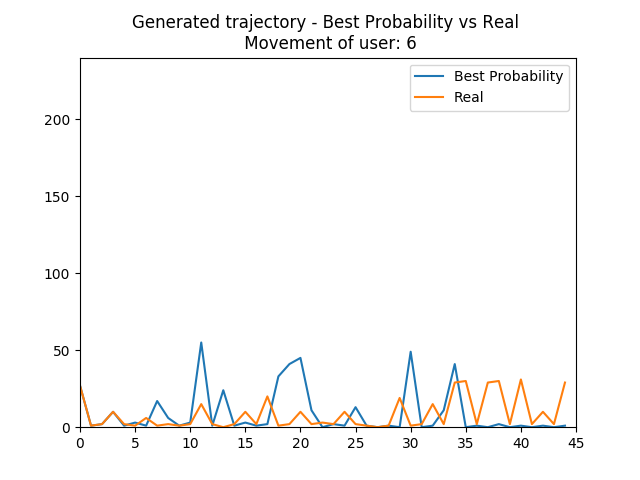 Generated trajectory - Best Probability vs Real
Movement of user: 6
Best Probability
Real
200
150
100
50
0
0 5 10 15 20 25 30 35 40 45